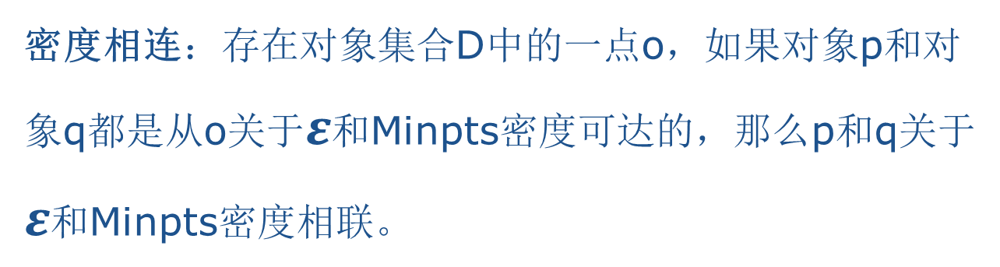 密度相连：存在对象集合D中的一点o，如果对象p和对
象q都是从o关于ε和Minpts密度可达的，那么p和q关于
ε和Minpts密度相联。